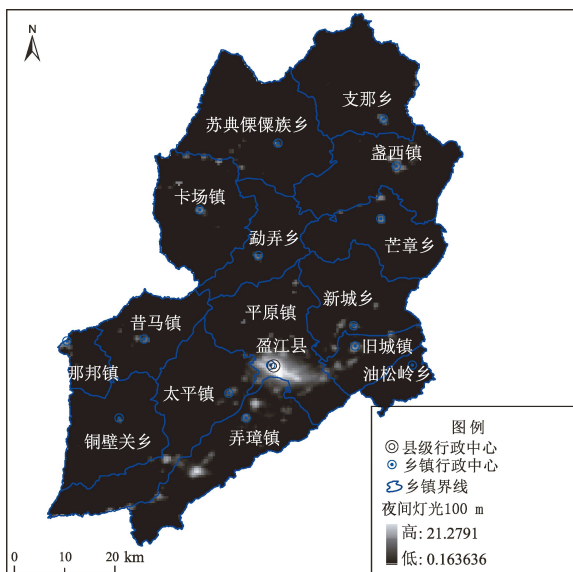 N
支那乡
苏典傈僳族乡
盏西镇
卡场镇
勐弄乡
芒章乡
新城乡
平原镇
昔马镇
盈江县
旧城镇
那邦镇
太平镇
油松岭乡
铜壁关乡
弄璋镇
图例
县级行政中心
乡镇行政中心
乡镇界线
夜间灯光100 m
高: 21.2791
低: 0.163636
0 10 20 km